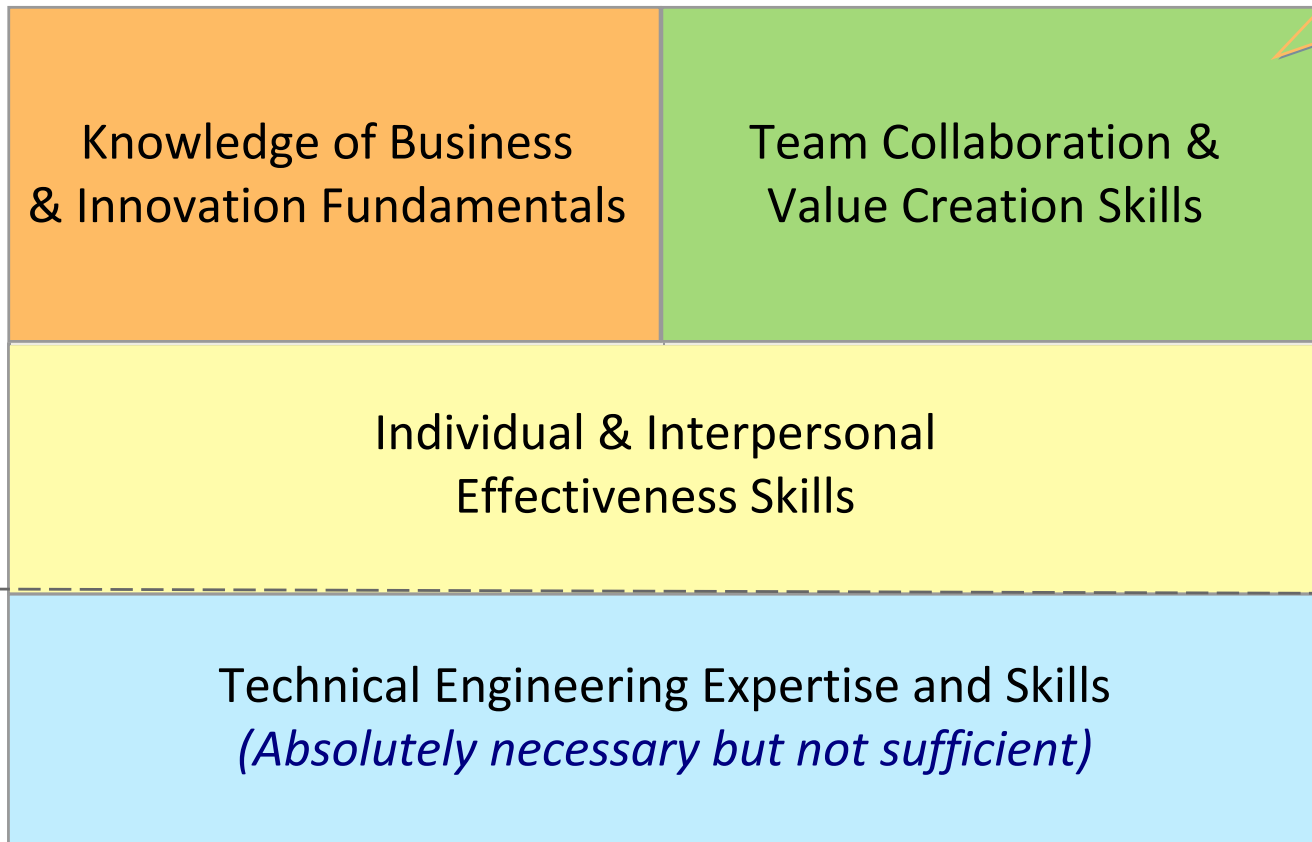 Knowledge of Business
& Innovation Fundamentals
Team Collaboration &
Value Creation Skills
Individual & Interpersonal
Effectiveness Skills
Technical Engineering Expertise and Skills
(Absolutely necessary but not sufficient)